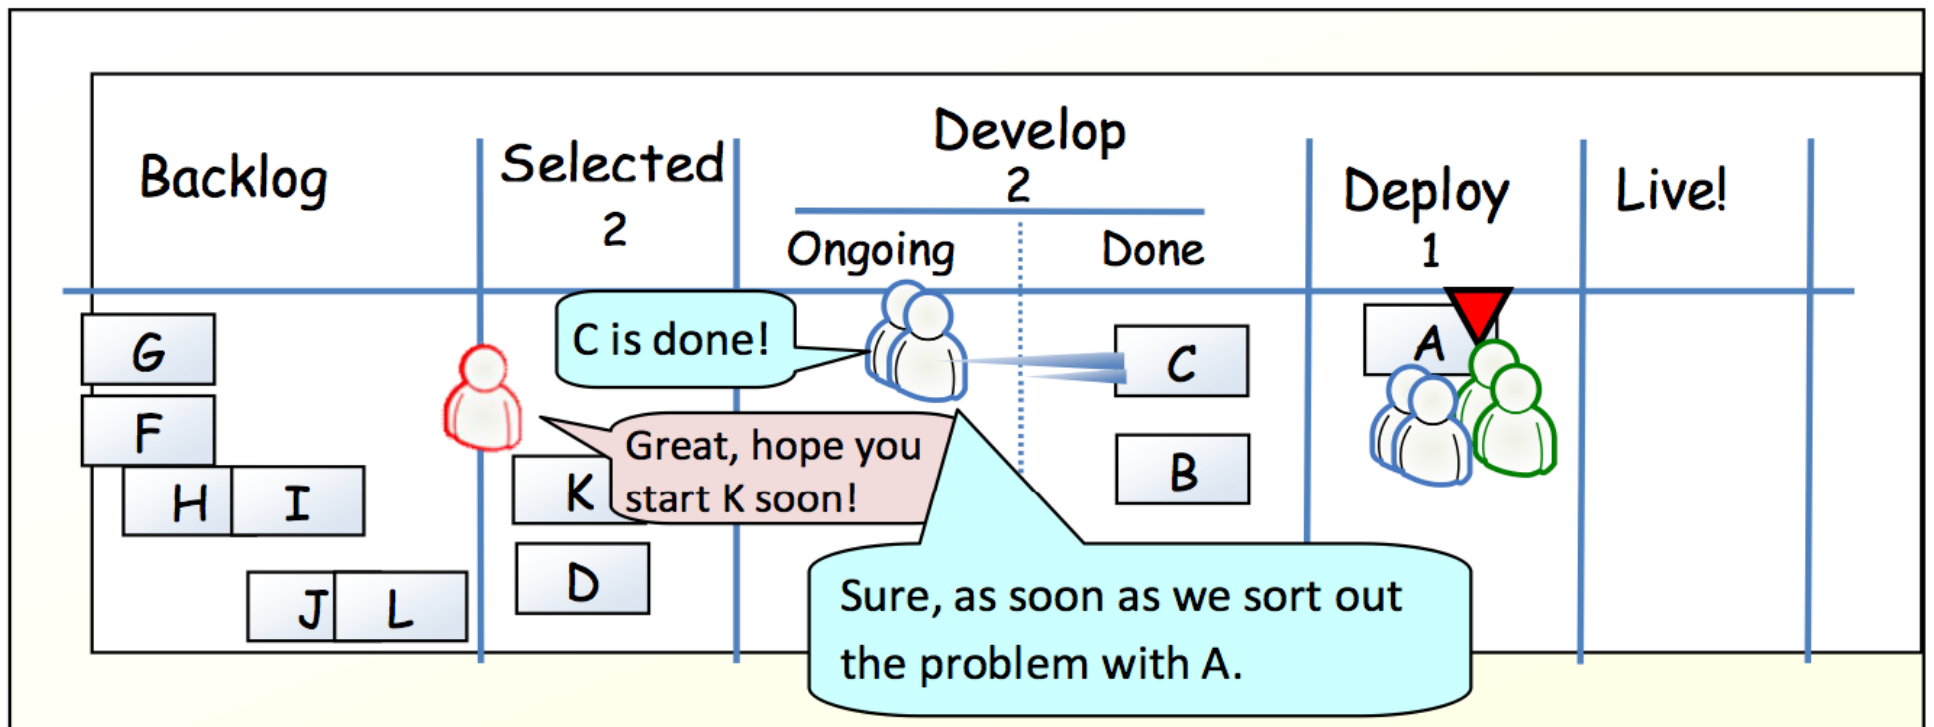 Backlog
Selected
2
Develop
2
Ongoing
Done
Deploy
1
Live!
G
F
H
I
J
L
C is done!
Great, hope you
start K soon!
K
D
C
B
A
Sure, as soon as we sort out
the problem with A.